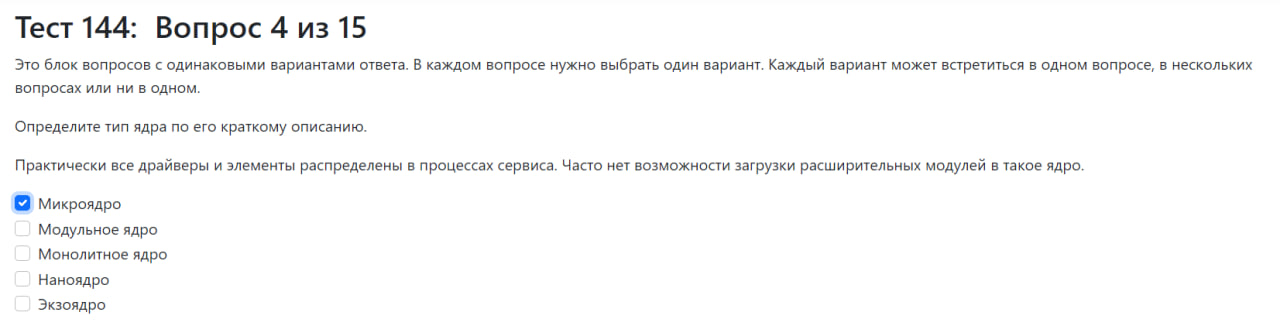 Тест 144: Вопрос 4 из 15
Это блок вопросов с одинаковыми вариантами ответа. В каждом вопросе нужно выбрать один вариант. Каждый вариант может встретиться в одном вопросе, в нескольких
вопросах или ни в одном.
Определите тип ядра по его краткому описанию.
Практически все драйверы и элементы распределены в процессах сервиса. Часто нет возможности загрузки расширительных модулей в такое ядро.
Микроядро
Модульное ядро
Монолитное ядро
Наноядро
Экзоядро